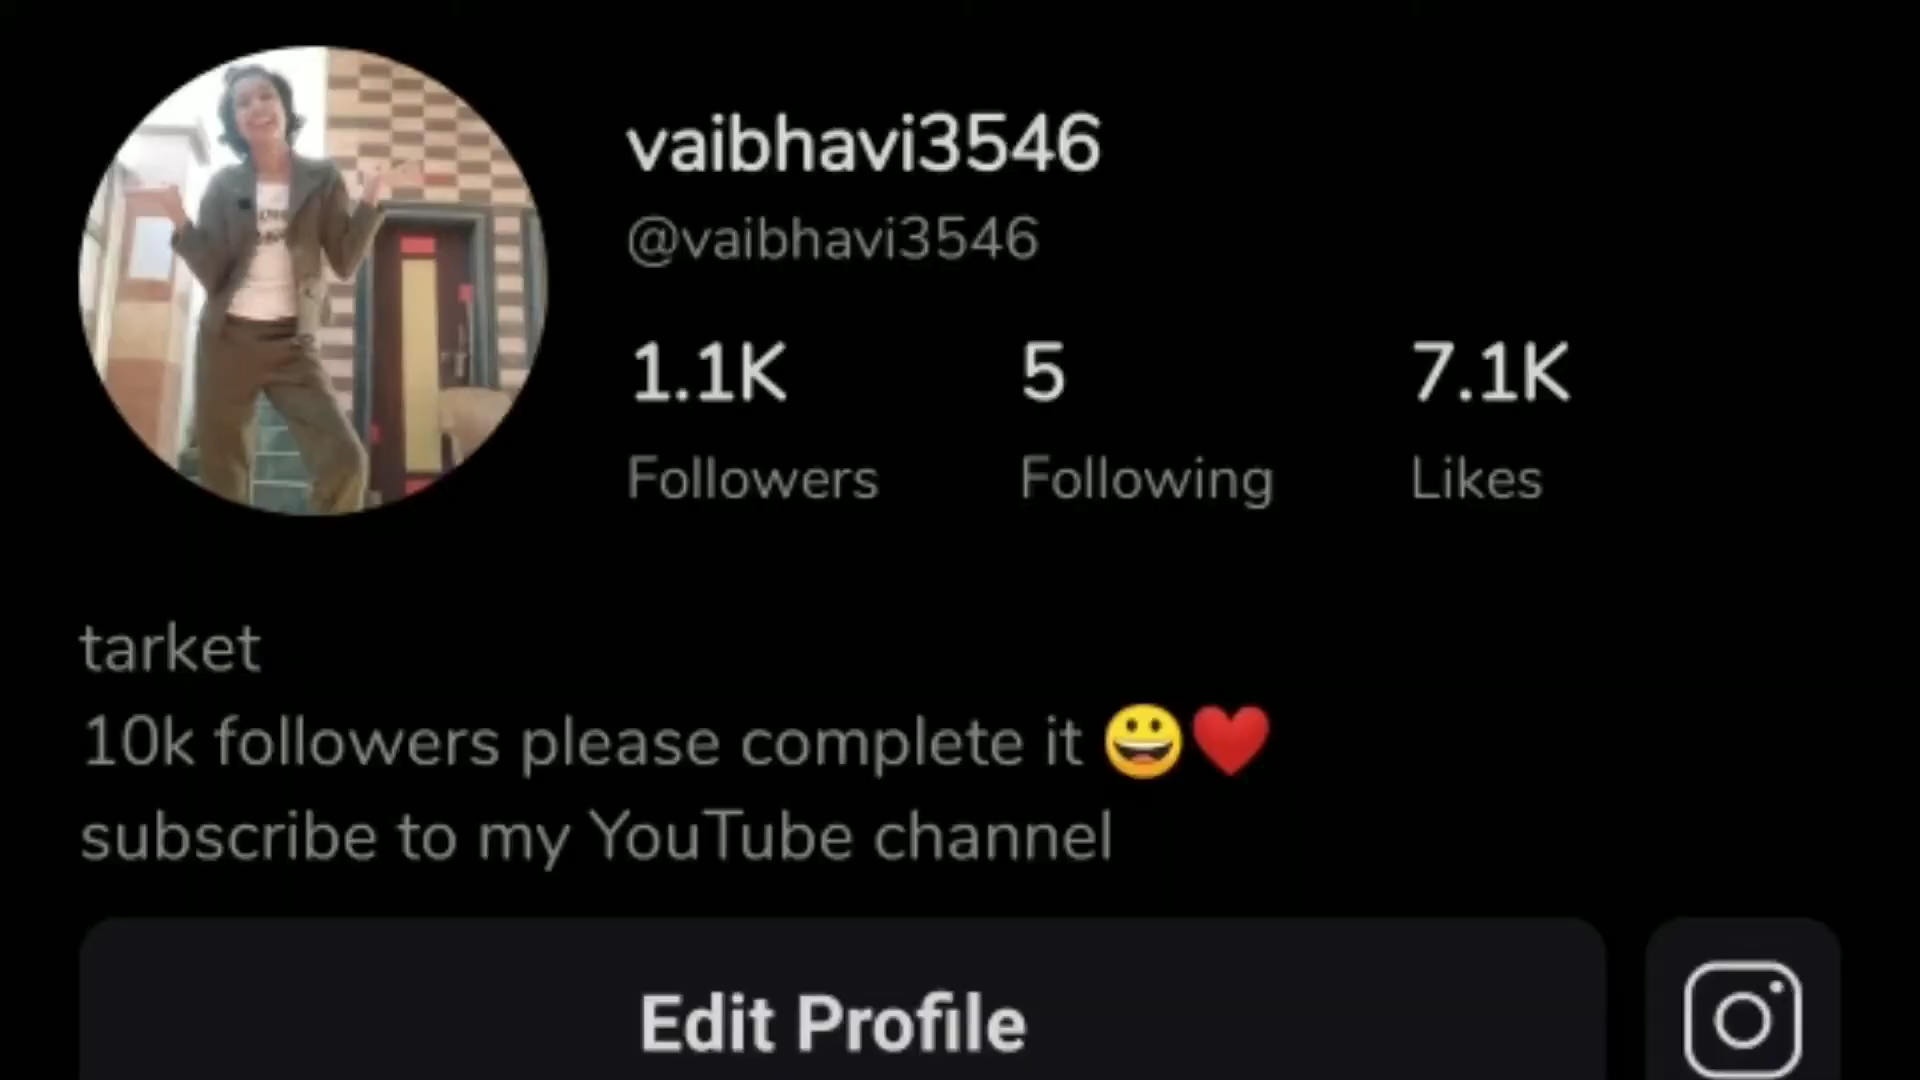 vaibhavi3546
@vaibhavi3546
1.1K 5 7.1K
Followers Following Likes
tarket
10k followers please complete it 😀❤️
subscribe to my YouTube channel
Edit Profile